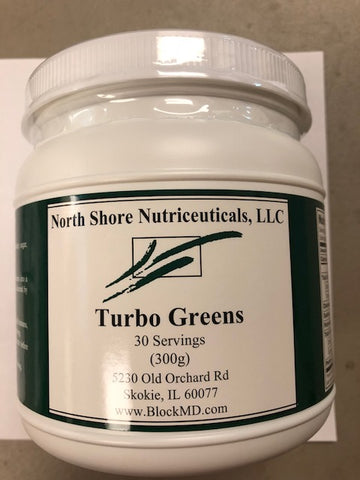 North Shore Nutriceuticals, LLC
Turbo Greens
30 Servings
(300g)
5230 Old Orchard Rd
Skokie, IL 60077
www.BlockMD.com